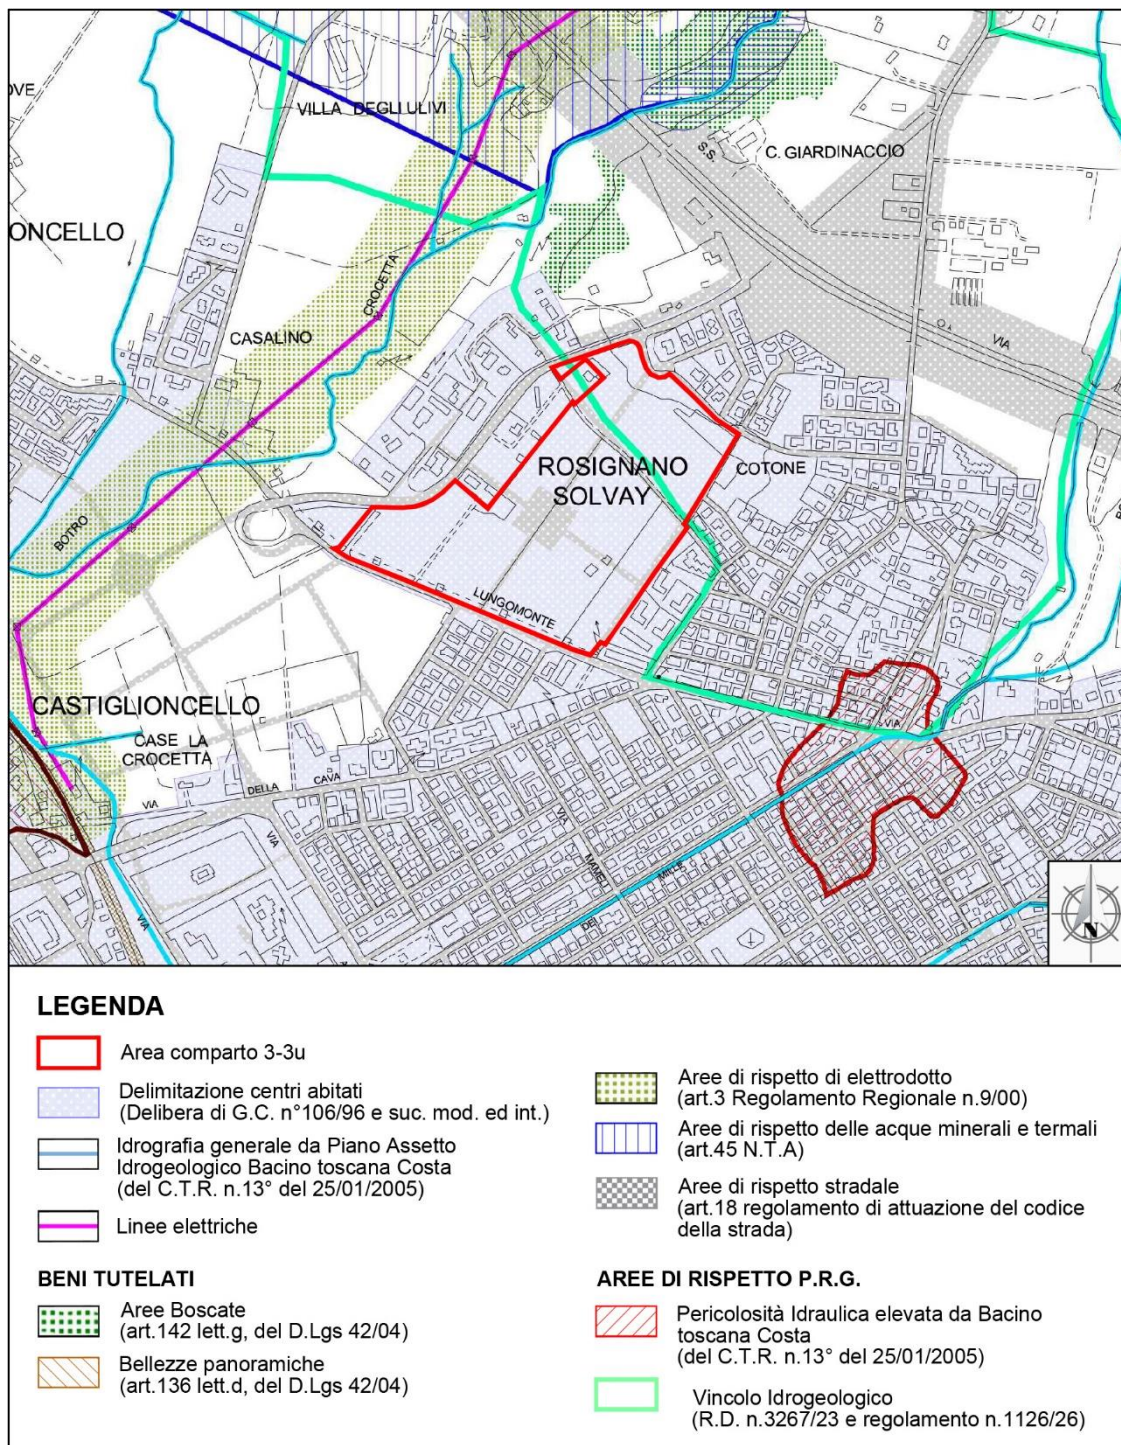 OVE
VILLA DEGLI ULIVI
S.S.
C. GIARDINACCIO
ONCELLO
CROCETTA
CASALINO
VIA
ROSIGNANO
SOLVAY
COTONE
BOTRO
LUNGOMONTE
CASTIGLIONCELLO
CASE LA
CROCETTA
VIA
DELLA
CAVA
VIA
VIA
VIA
MAMELI
DEI
MILLE
VIA
N
LEGENDA
Area comparto 3-3u
Delimitazione centri abitati
(Delibera di G.C. n°106/96 e suc. mod. ed int.)
Idrografia generale da Piano Assetto
Idrogeologico Bacino toscana Costa
(del C.T.R. n.13° del 25/01/2005)
Linee elettriche
BENI TUTELATI
Aree Boscate
(art.142 lett.g, del D.Lgs 42/04)
Bellezze panoramiche
(art.136 lett.d, del D.Lgs 42/04)
Aree di rispetto di elettrodotto
(art.3 Regolamento Regionale n.9/00)
Aree di rispetto delle acque minerali e termali
(art.45 N.T.A)
Aree di rispetto stradale
(art.18 regolamento di attuazione del codice
della strada)
AREE DI RISPETTO P.R.G.
Pericolosità Idraulica elevata da Bacino
toscana Costa
(del C.T.R. n.13° del 25/01/2005)
Vincolo Idrogeologico
(R.D. n.3267/23 e regolamento n.1126/26)